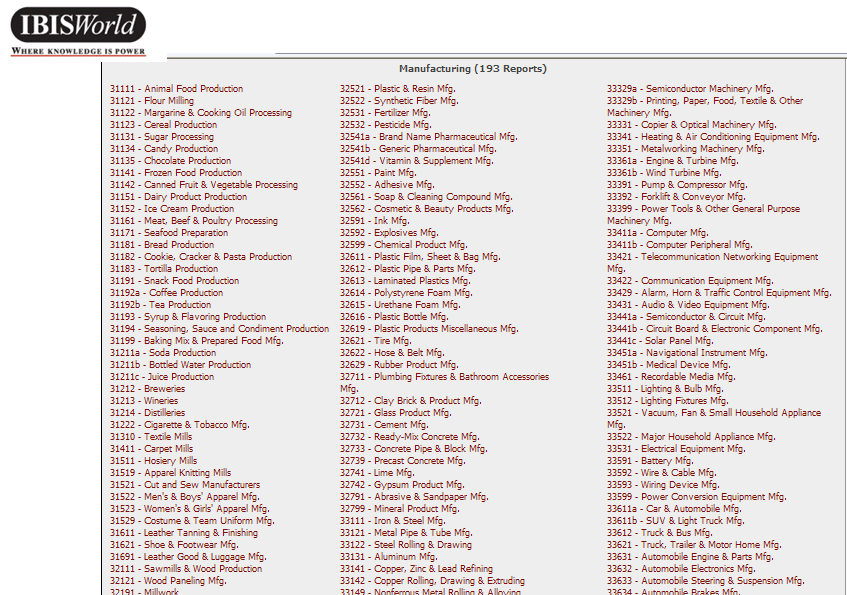 IBISWorld
WHERE KNOWLEDGE IS POWER
Manufacturing (193 Reports)
31111 - Animal Food Production
31121 - Flour Milling
31122 - Margarine & Cooking Oil Processing
31123 - Cereal Production
31131 - Sugar Processing
31134 - Candy Production
31135 - Chocolate Production
31141 - Frozen Food Production
31142 - Canned Fruit & Vegetable Processing
31151 - Dairy Product Production
31152 - Ice Cream Production
31161 - Meat, Beef & Poultry Processing
31171 - Seafood Preparation
31181 - Bread Production
31182 - Cookie, Cracker & Pasta Production
31183 - Tortilla Production
31191 - Snack Food Production
31192a - Coffee Production
31192b - Tea Production
31193 - Syrup & Flavoring Production
31194 - Seasoning, Sauce and Condiment Production
31199 - Baking Mix & Prepared Food Mfg.
31211a - Soda Production
31211b - Bottled Water Production
31211c - Juice Production
31212 - Breweries
31213 - Wineries
31214 - Distilleries
31222 - Cigarette & Tobacco Mfg.
31310 - Textile Mills
31411 - Carpet Mills
31511 - Hosiery Mills
31519 - Apparel Knitting Mills
31521 - Cut and Sew Manufacturers
31522 - Men's & Boys' Apparel Mfg.
31523 - Women's & Girls' Apparel Mfg.
31529 - Costume & Team Uniform Mfg.
31611 - Leather Tanning & Finishing
31621 - Shoe & Footwear Mfg.
31691 - Leather Good & Luggage Mfg.
32111 - Sawmills & Wood Production
32121 - Wood Paneling Mfg.
32191 - Millwork
32521 - Plastic & Resin Mfg.
32522 - Synthetic Fiber Mfg.
32531 - Fertilizer Mfg.
32532 - Pesticide Mfg.
32541a - Brand Name Pharmaceutical Mfg.
32541b - Generic Pharmaceutical Mfg.
32541d - Vitamin & Supplement Mfg.
32551 - Paint Mfg.
32552 - Adhesive Mfg.
32561 - Soap & Cleaning Compound Mfg.
32562 - Cosmetic & Beauty Products Mfg.
32591 - Ink Mfg.
32592 - Explosives Mfg.
32599 - Chemical Product Mfg.
32611 - Plastic Film, Sheet & Bag Mfg.
32612 - Plastic Pipe & Parts Mfg.
32613 - Laminated Plastics Mfg.
32614 - Polystyrene Foam Mfg.
32615 - Urethane Foam Mfg.
32616 - Plastic Bottle Mfg.
32619 - Plastic Products Miscellaneous Mfg.
32621 - Tire Mfg.
32622 - Hose & Belt Mfg.
32629 - Rubber Product Mfg.
32711 - Plumbing Fixtures & Bathroom Accessories
Mfg.
32712 - Clay Brick & Product Mfg.
32721 - Glass Product Mfg.
32731 - Cement Mfg.
32732 - Ready-Mix Concrete Mfg.
32733 - Concrete Pipe & Block Mfg.
32739 - Precast Concrete Mfg.
32741 - Lime Mfg.
32742 - Gypsum Product Mfg.
32791 - Abrasive & Sandpaper Mfg.
32799 - Mineral Product Mfg.
33111 - Iron & Steel Mfg.
33121 - Metal Pipe & Tube Mfg.
33122 - Steel Rolling & Drawing
33131 - Aluminum Mfg.
33141 - Copper, Zinc & Lead Refining
33142 - Copper Rolling, Drawing & Extruding
33149 - Nonferrous Metal Rolling & Alloying
33329a - Semiconductor Machinery Mfg.
33329b - Printing, Paper, Food, Textile & Other
Machinery Mfg.
33331 - Copier & Optical Machinery Mfg.
33341 - Heating & Air Conditioning Equipment Mfg.
33351 - Metalworking Machinery Mfg.
33361a - Engine & Turbine Mfg.
33361b - Wind Turbine Mfg.
33391 - Pump & Compressor Mfg.
33392 - Forklift & Conveyor Mfg.
33399 - Power Tools & Other General Purpose
Machinery Mfg.
33411a - Computer Mfg.
33411b - Computer Peripheral Mfg.
33421 - Telecommunication Networking Equipment
Mfg.
33422 - Communication Equipment Mfg.
33429 - Alarm, Horn & Traffic Control Equipment Mfg.
33431 - Audio & Video Equipment Mfg.
33441a - Semiconductor & Circuit Mfg.
33441b - Circuit Board & Electronic Component Mfg.
33441c - Solar Panel Mfg.
33451a - Navigational Instrument Mfg.
33451b - Medical Device Mfg.
33461 - Recordable Media Mfg.
33511 - Lighting & Bulb Mfg.
33512 - Lighting Fixtures Mfg.
33521 - Vacuum, Fan & Small Household Appliance
Mfg.
33522 - Major Household Appliance Mfg.
33531 - Electrical Equipment Mfg.
33591 - Battery Mfg.
33592 - Wire & Cable Mfg.
33593 - Wiring Device Mfg.
33599 - Power Conversion Equipment Mfg.
33611a - Car & Automobile Mfg.
33611b - SUV & Light Truck Mfg.
33612 - Truck & Bus Mfg.
33621 - Truck, Trailer & Motor Home Mfg.
33631 - Automobile Engine & Parts Mfg.
33632 - Automobile Electronics Mfg.
33633 - Automobile Steering & Suspension Mfg.
33634 - Automobile Brakes Mfg.